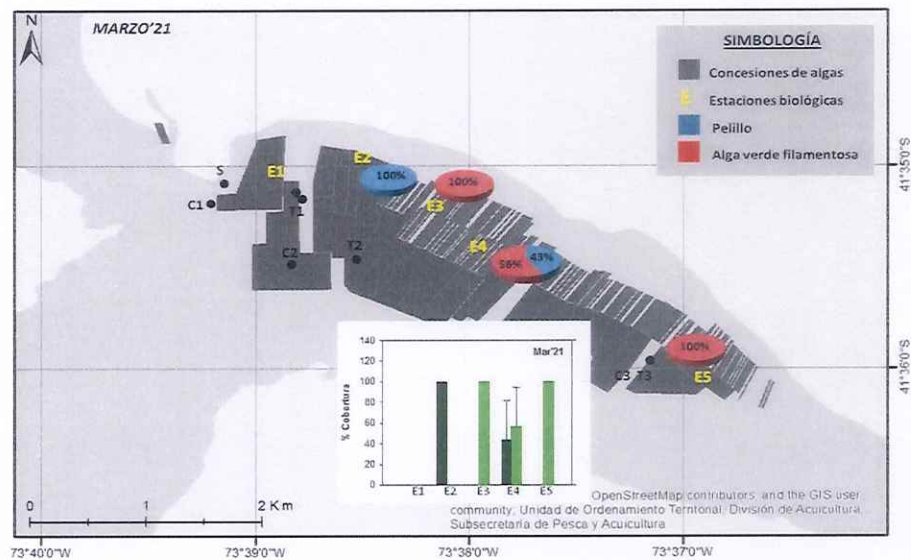 N
MARZO'21
SIMBOLOGÍA
Concesiones de algas
E Estaciones biológicas
Pelillo
Alga verde filamentosa
41°35'0"S
41°36'0"S
S
E1
C1
T1
C2
E2
100%
100%
E3
T2
E4
56%
43%
100%
C3
T3
E5
% Cobertura
140
120
100
80
60
40
20
0
Mar'21
E1 E2 E3 E4 E5
0 1 2 Km
OpenStreetMap contributors, and the GIS user
community, Unidad de Ordenamiento Territorial, División de Acuicultura,
Subsecretaría de Pesca y Acuicultura
73°40'0"W 73°39'0"W 73°38'0"W 73°37'0"W